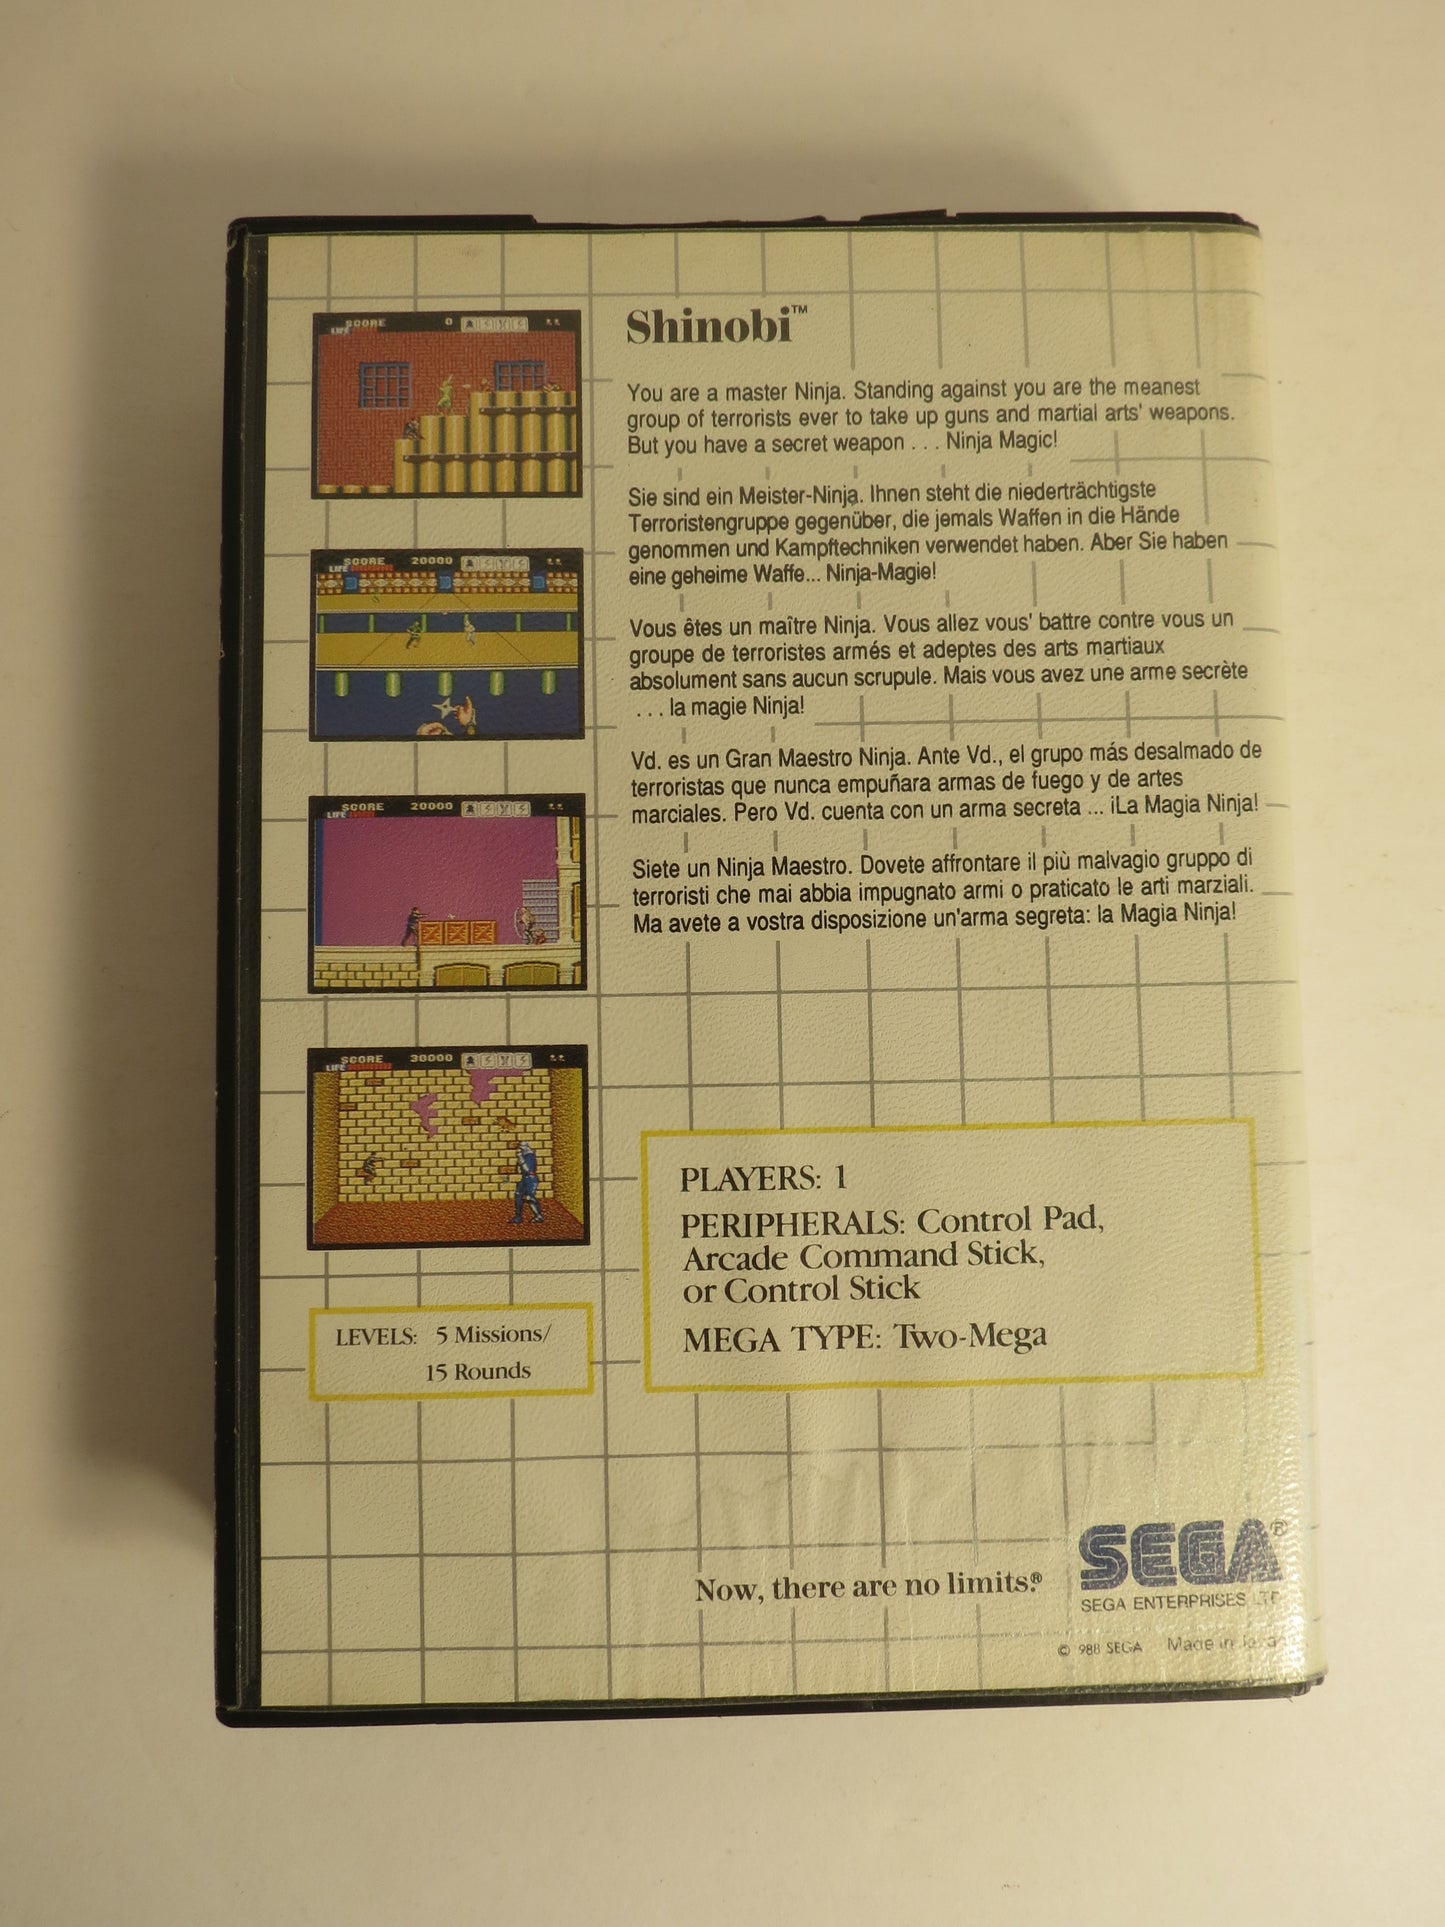 Shinobi™
You are a master Ninja. Standing against you are the meanest
group of terrorists ever to take up guns and martial arts' weapons.
But you have a secret weapon . . . Ninja Magic!
Sie sind ein Meister-Ninja. Ihnen steht die niederträchtigste
Terroristengruppe gegenüber, die jemals Waffen in die Hände
genommen und Kampftechniken verwendet haben. Aber Sie haben
eine geheime Waffe... Ninja-Magie!
Vous êtes un maître Ninja. Vous allez vous' battre contre vous un
groupe de terroristes armés et adeptes des arts martiaux
absolument sans aucun scrupule. Mais vous avez une arme secrète
. . . la magie Ninja!
Vd. es un Gran Maestro Ninja. Ante Vd., el grupo más desalmado de
terroristas que nunca empuñara armas de fuego y de artes
marciales. Pero Vd. cuenta con un arma secreta ... ¡La Magia Ninja!
Siete un Ninja Maestro. Dovete affrontare il più malvagio gruppo di
terroristi che mai abbia impugnato armi o praticato le arti marziali.
Ma avete a vostra disposizione un'arma segreta: la Magia Ninja!
SCORE 0
LIFE
SCORE 20000
LIFE
SCORE 20000
LIFE
SCORE 30000
LIFE
LEVELS: 5 Missions/
15 Rounds
PLAYERS: 1
PERIPHERALS: Control Pad,
Arcade Command Stick,
or Control Stick
MEGA TYPE: Two-Mega
Now, there are no limits.®
SEGA®
SEGA ENTERPRISES
© 988 SEGA Made in